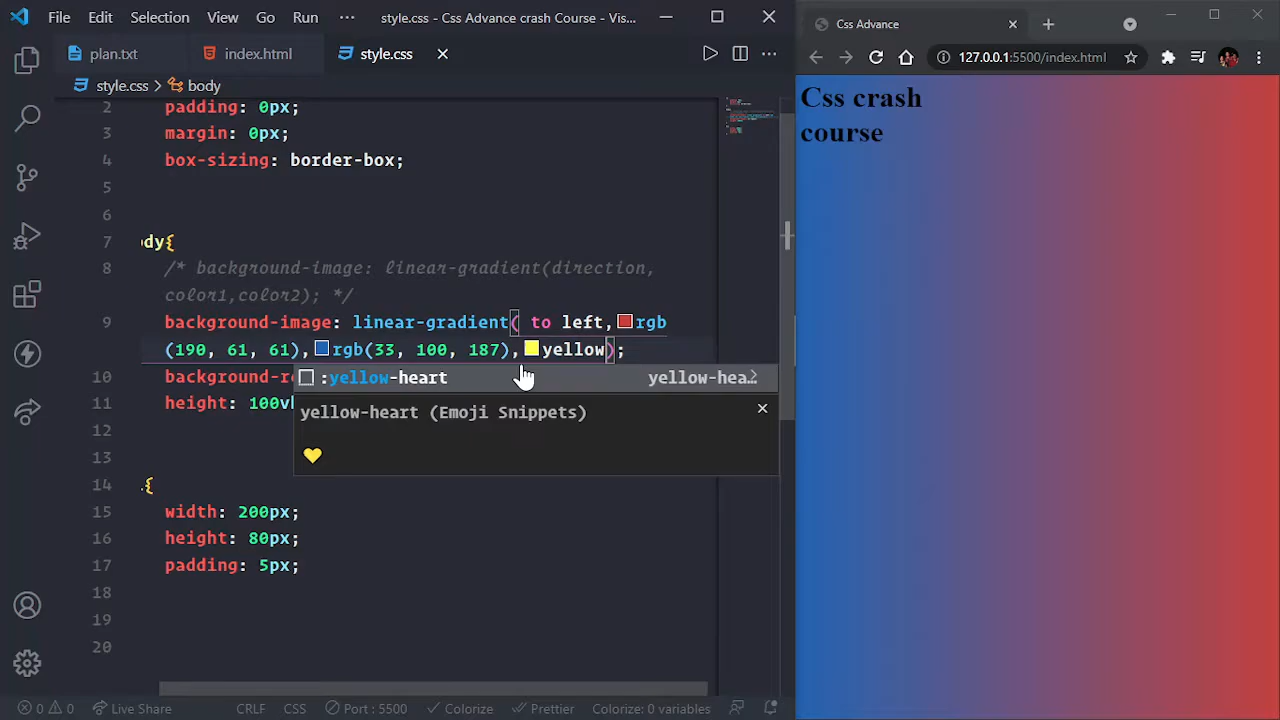 File Edit Selection View Go Run ··· style.css - Css Advance crash Course - Vis...
plan.txt index.html style.css
style.css > body
2 padding: 0px;
3 margin: 0px;
4 box-sizing: border-box;
5
6
7 ody{
8 /* background-image: linear-gradient(direction,
color1,color2); */
9 background-image: linear-gradient( to left,rgb
(190, 61, 61),rgb(33, 100, 187),yellow);
10 background-re
11 height: 100vh
12
13
14 {
15 width: 200px;
16 height: 80px;
17 padding: 5px;
18
19
20
:yellow-heart yellow-hea…
yellow-heart (Emoji Snippets)
0 0 Live Share CRLF CSS Port : 5500 Colorize Prettier Colorize: 0 variables
Css Advance
127.0.0.1:5500/index.html
Css crash
course